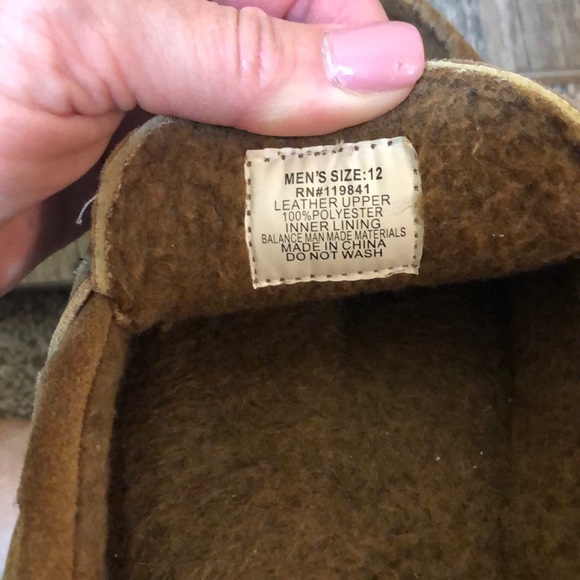 MEN'S SIZE:12
RN#119841
LEATHER UPPER
100%POLYESTER
INNER LINING
BALANCE MAN MADE MATERIALS
MADE IN CHINA
DO NOT WASH